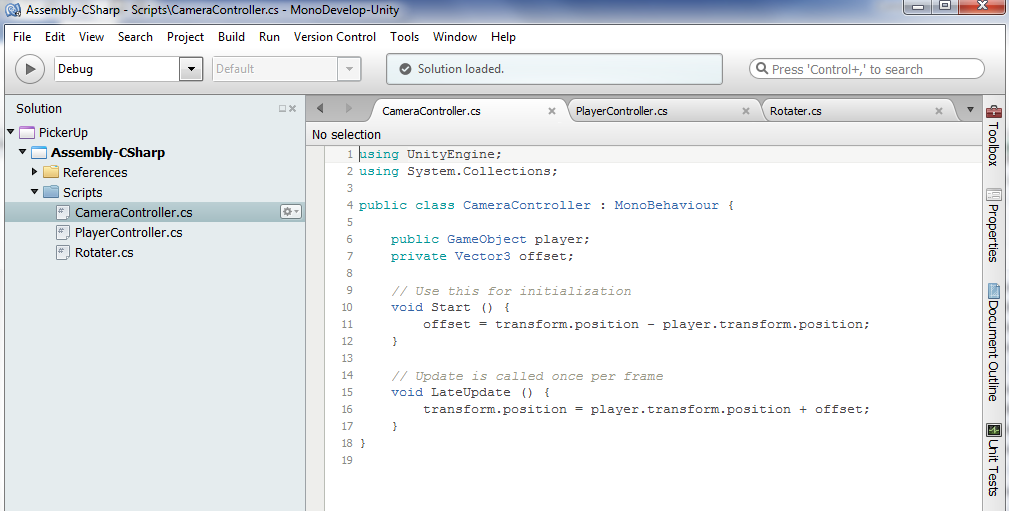 Assembly-CSharp - Scripts\CameraController.cs - MonoDevelop-Unity
File Edit View Search Project Build Run Version Control Tools Window Help
Debug Default Solution loaded. Press 'Control+,' to search
Solution
CameraController.cs PlayerController.cs Rotater.cs
No selection
PickerUp
Assembly-CSharp
References
Scripts
CameraController.cs
PlayerController.cs
Rotater.cs
1 using UnityEngine;
2 using System.Collections;
3
4 public class CameraController : MonoBehaviour {
5
6 public GameObject player;
7 private Vector3 offset;
8
9 // Use this for initialization
10 void Start () {
11 offset = transform.position - player.transform.position;
12 }
13
14 // Update is called once per frame
15 void LateUpdate () {
16 transform.position = player.transform.position + offset;
17 }
18 }
19
Toolbox
Properties
Document Outline
Unit Tests